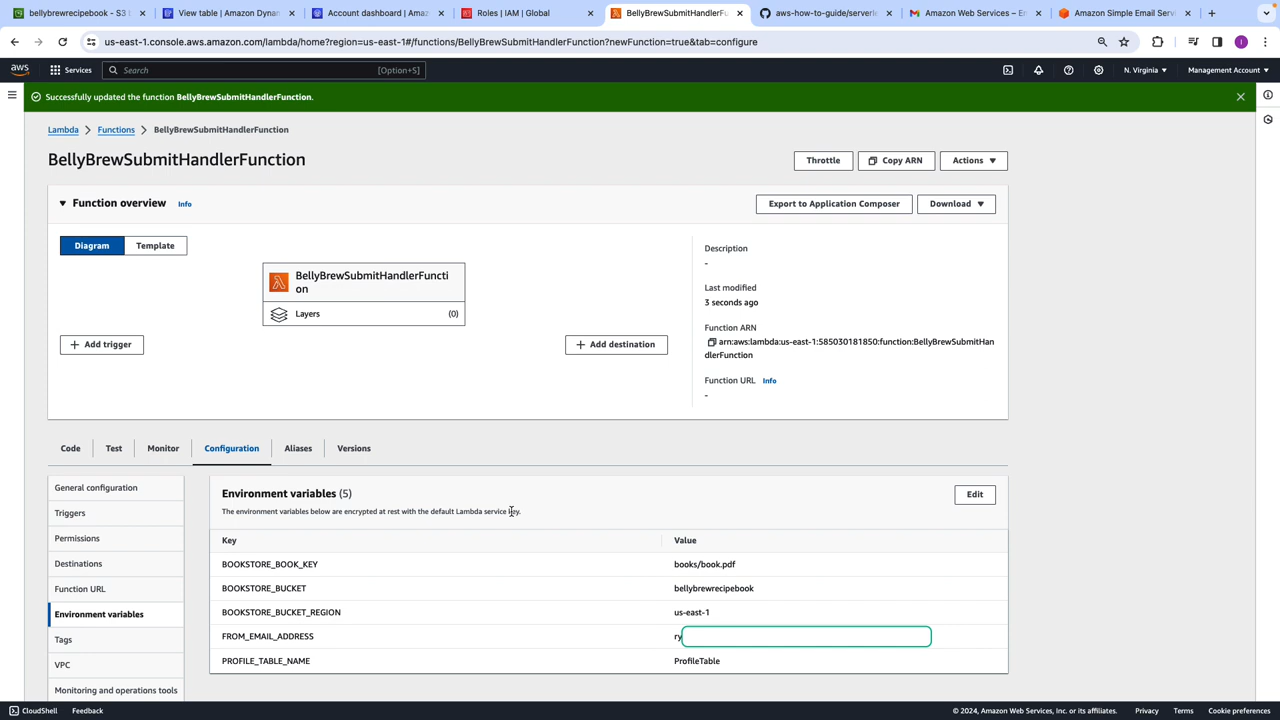 bellybrewrecipebook - S3 b
View table | Amazon Dynam
Account dashboard | Amaz
Roles | IAM | Global
BellyBrewSubmitHandlerF
aws-how-to-guide/serverle
Amazon Web Services – Em
Amazon Simple Email Servi
us-east-1.console.aws.amazon.com/lambda/home?region=us-east-1#/functions/BellyBrewSubmitHandlerFunction?newFunction=true&tab=configure
I
aws
Services
Search
[Option+S]
N. Virginia
Management Account
Successfully updated the function BellyBrewSubmitHandlerFunction.
Lambda
Functions
BellyBrewSubmitHandlerFunction
BellyBrewSubmitHandlerFunction
Throttle
Copy ARN
Actions
Function overview
Info
Export to Application Composer
Download
Diagram
Template
BellyBrewSubmitHandlerFuncti
on
Layers
(0)
Add trigger
Add destination
Description
-
Last modified
3 seconds ago
Function ARN
arn:aws:lambda:us-east-1:585030181850:function:BellyBrewSubmitHan
dlerFunction
Function URL
Info
-
Code
Test
Monitor
Configuration
Aliases
Versions
General configuration
Triggers
Permissions
Destinations
Function URL
Environment variables
Tags
VPC
Monitoring and operations tools
Environment variables (5)
Edit
The environment variables below are encrypted at rest with the default Lambda service key.
Key
Value
BOOKSTORE_BOOK_KEY
books/book.pdf
BOOKSTORE_BUCKET
bellybrewrecipebook
BOOKSTORE_BUCKET_REGION
us-east-1
FROM_EMAIL_ADDRESS
ry
PROFILE_TABLE_NAME
ProfileTable
CloudShell
Feedback
© 2024, Amazon Web Services, Inc. or its affiliates.
Privacy
Terms
Cookie preferences